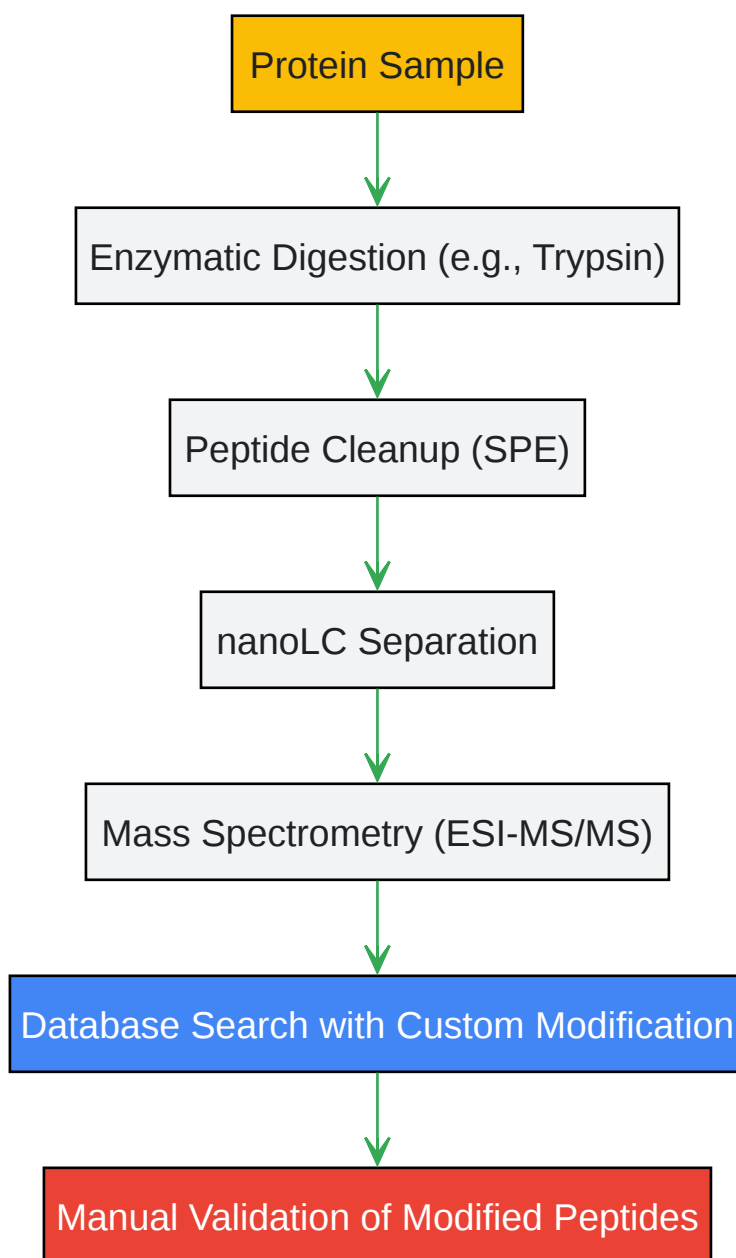 Protein Sample
Enzymatic Digestion (e.g., Trypsin)
Peptide Cleanup (SPE)
nanoLC Separation
Mass Spectrometry (ESI-MS/MS)
Database Search with Custom Modification
Manual Validation of Modified Peptides